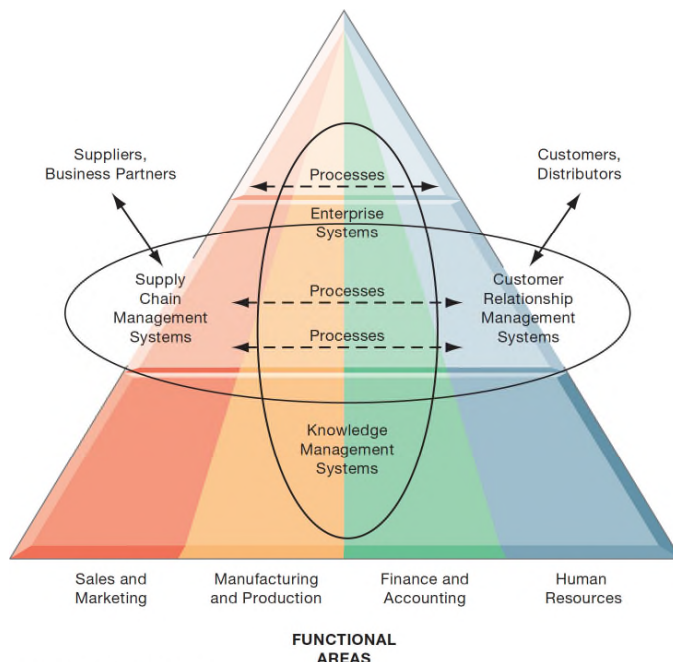 Suppliers,
Business Partners
Customers,
Distributors
Processes
Enterprise
Systems
Supply
Chain
Management
Systems
Processes
Processes
Customer
Relationship
Management
Systems
Knowledge
Management
Systems
Sales and
Marketing
Manufacturing
and Production
Finance and
Accounting
Human
Resources
FUNCTIONAL
AREAS